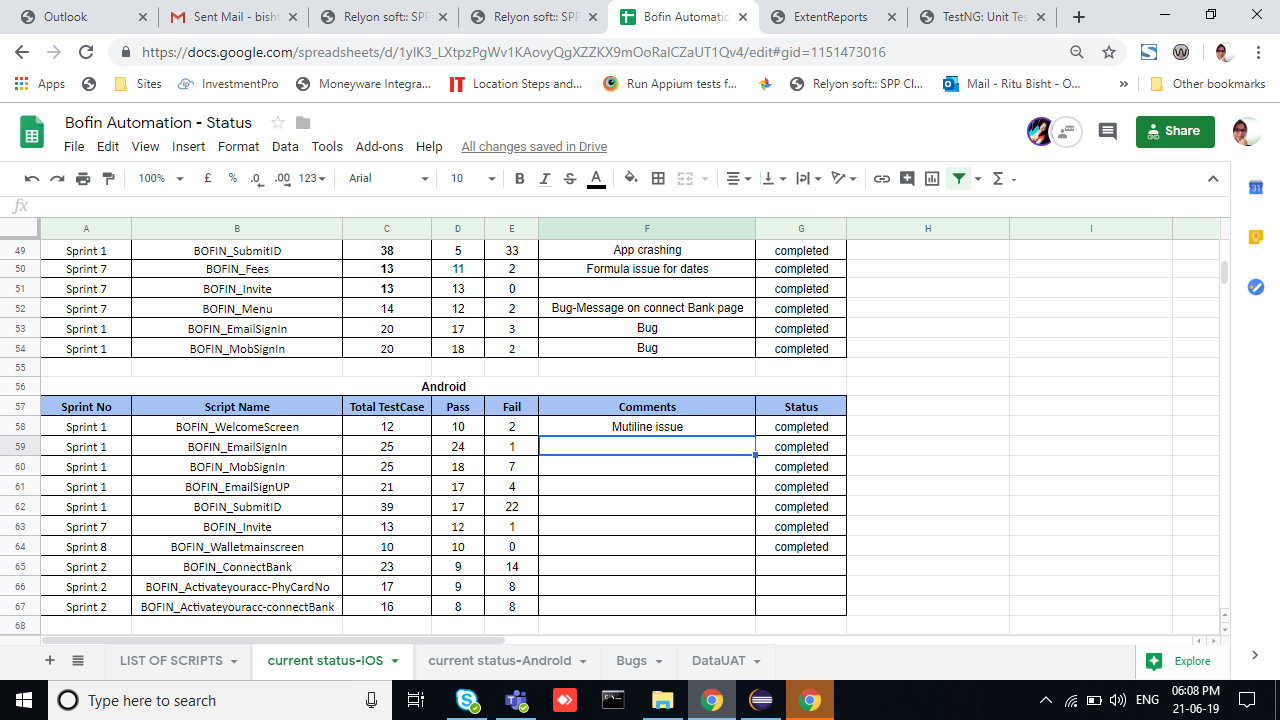 Outlook
Sent Mail - bisht
Relyon soft:: SPP
Relyon soft:: SPP
Bofin Automatic
ExtentReports
TestNG: Unit Tes
https://docs.google.com/spreadsheets/d/1ylK3_LXtpzPgWv1KAovyQgXZZKX9mOoRalCZaUT1Qv4/edit#gid=1151473016
Apps Sites InvestmentPro Moneyware Integra... Location Steps and... Run Appium tests f... Relyon soft:: SPP Cl... Mail - Ritu Bisht - O... » Other bookmarks
Bofin Automation - Status
Share
File Edit View Insert Format Data Tools Add-ons Help All changes saved in Drive
100% £ % .0 .00 123 Arial 10 B I S A Σ
fx
A B C D E F G H I
49 Sprint 1 BOFIN_SubmitID 38 5 33 App crashing completed
50 Sprint 7 BOFIN_Fees 13 11 2 Formula issue for dates completed
51 Sprint 7 BOFIN_Invite 13 13 0 completed
52 Sprint 7 BOFIN_Menu 14 12 2 Bug-Message on connect Bank page completed
53 Sprint 1 BOFIN_EmailSignIn 20 17 3 Bug completed
54 Sprint 1 BOFIN_MobSignIn 20 18 2 Bug completed
55
56 Android
57 Sprint No Script Name Total TestCase Pass Fail Comments Status
58 Sprint 1 BOFIN_WelcomeScreen 12 10 2 Mutiline issue completed
59 Sprint 1 BOFIN_EmailSignIn 25 24 1 completed
60 Sprint 1 BOFIN_MobSignIn 25 18 7 completed
61 Sprint 1 BOFIN_EmailSignUP 21 17 4 completed
62 Sprint 1 BOFIN_SubmitID 39 17 22 completed
63 Sprint 7 BOFIN_Invite 13 12 1 completed
64 Sprint 8 BOFIN_Walletmainscreen 10 10 0 completed
65 Sprint 2 BOFIN_ConnectBank 23 9 14
66 Sprint 2 BOFIN_Activateyouracc-PhyCardNo 17 9 8
67 Sprint 2 BOFIN_Activateyouracc-connectBank 16 8 8
68
LIST OF SCRIPTS current status-IOS current status-Android Bugs DataUAT Explore
Type here to search
ENG
06:08 PM
21-06-19